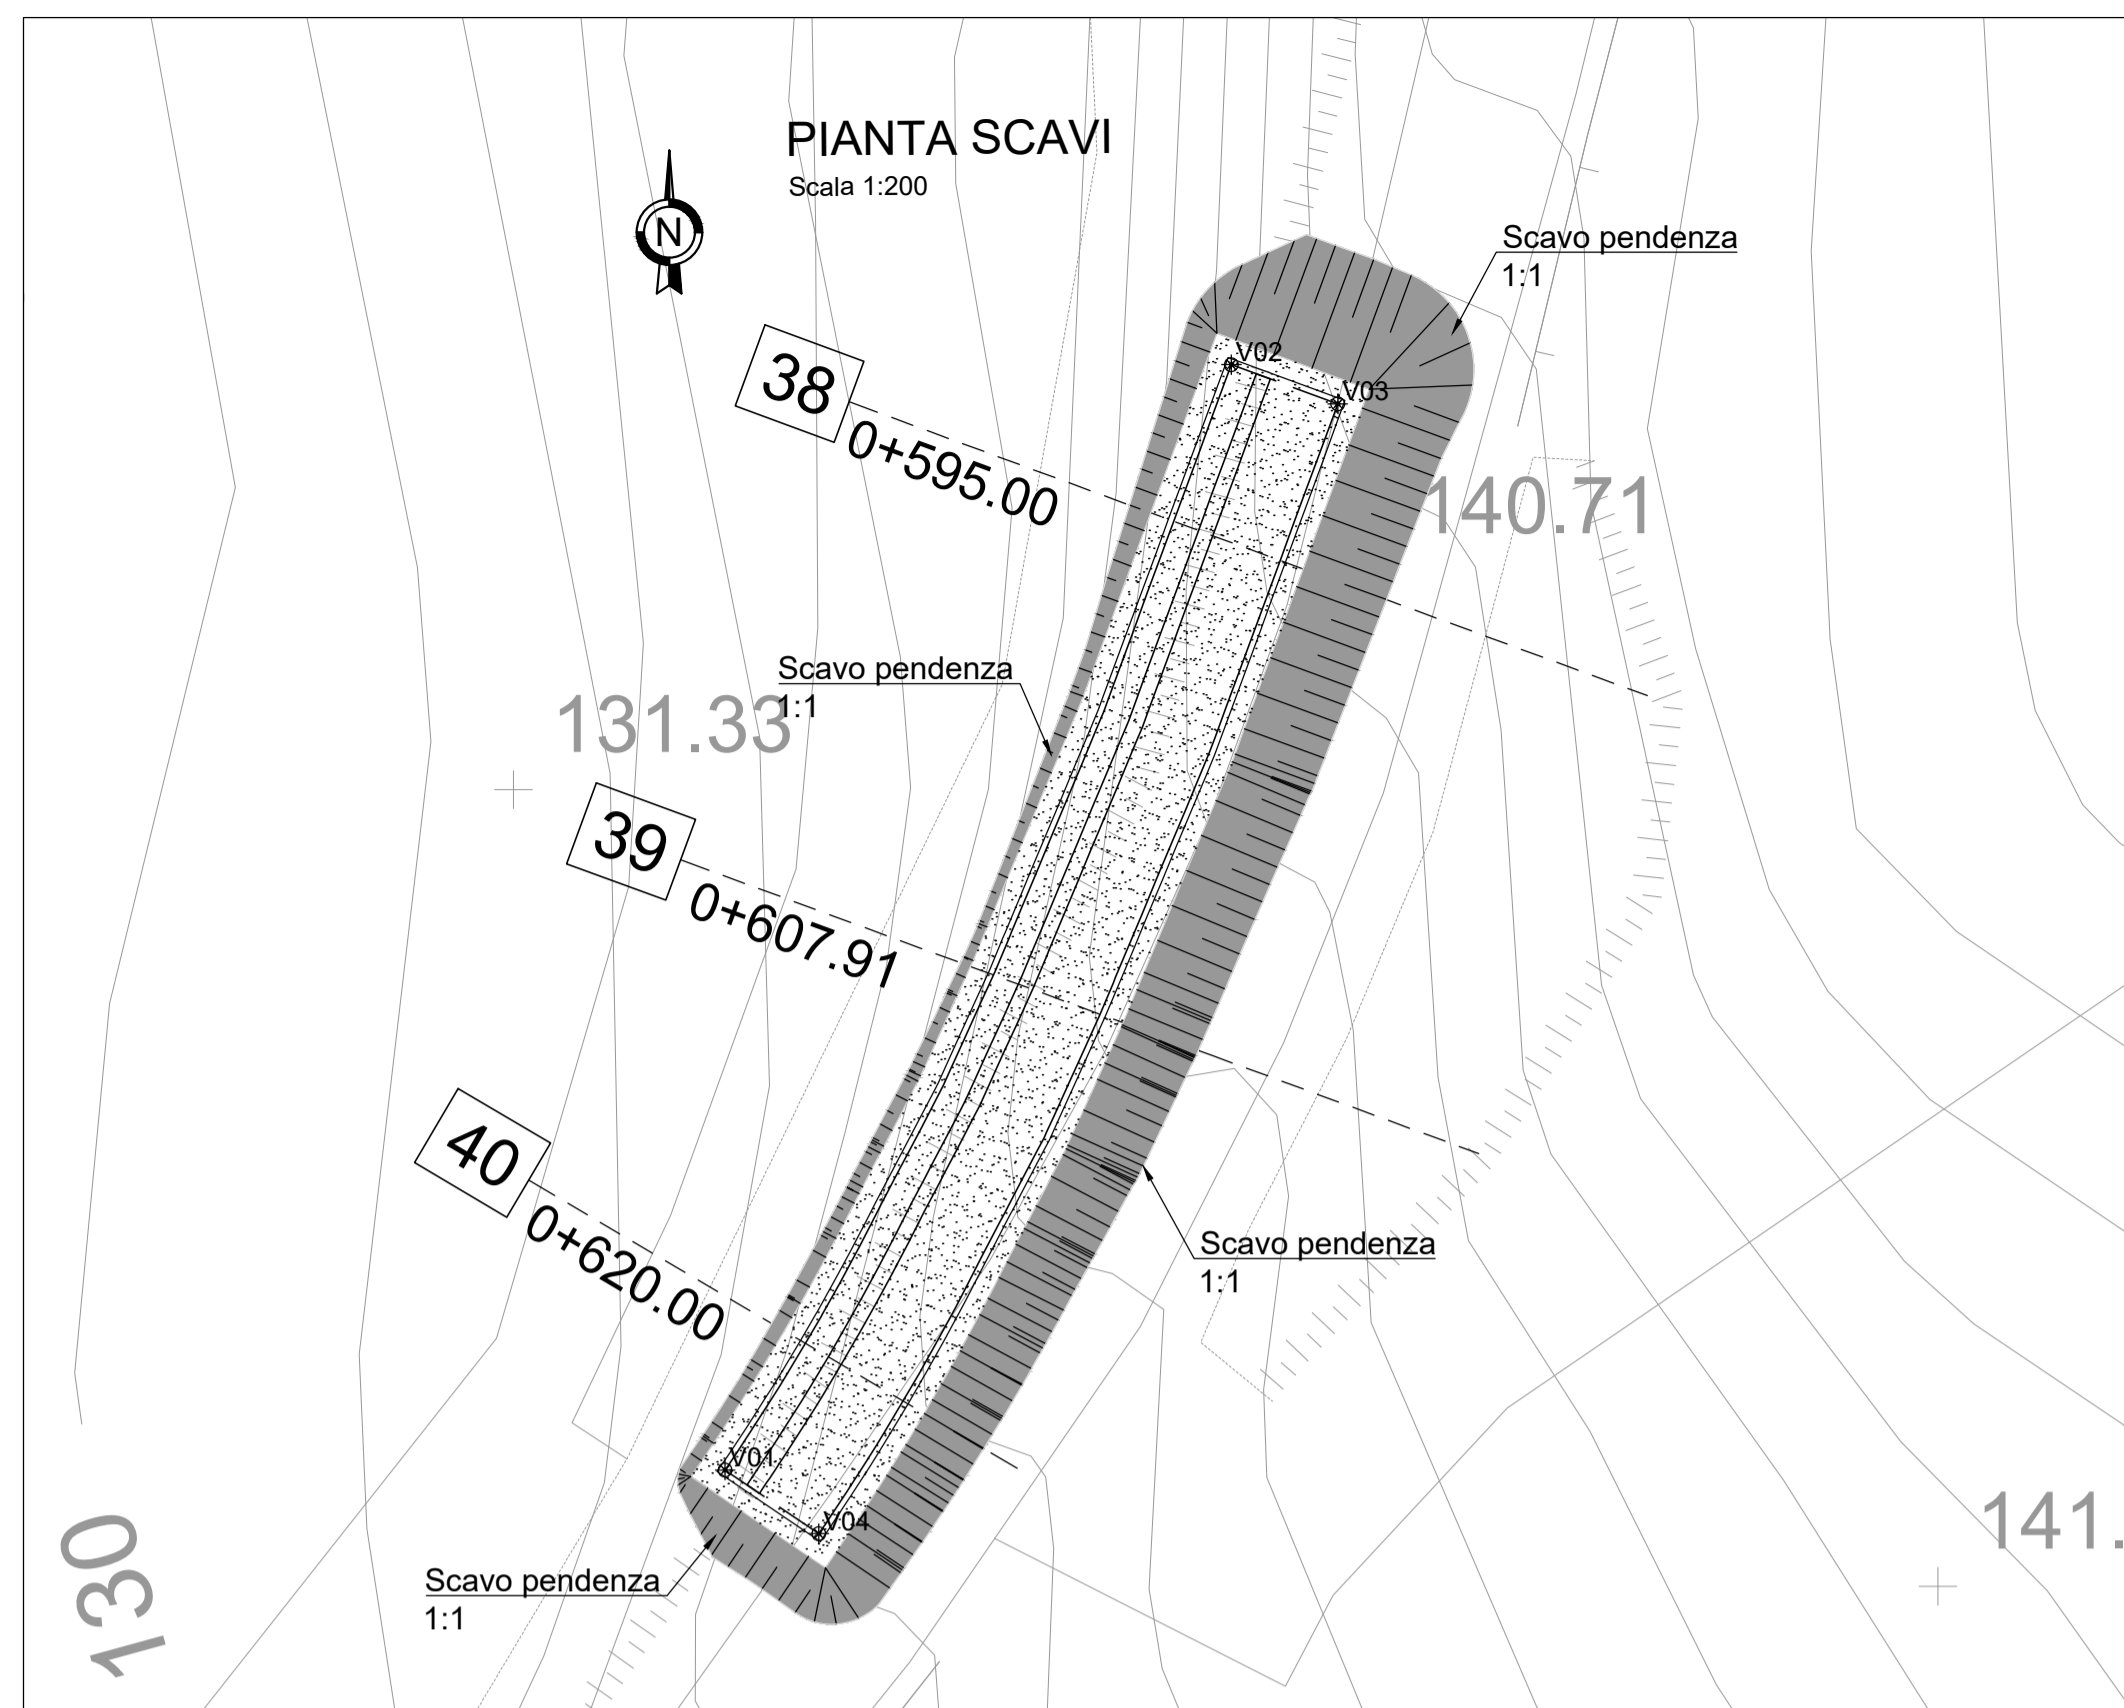 PIANTA SCAVI
Scala 1:200
N
Scavo pendenza
1:1
V02
38
V03
0+595.00
140.71
Scavo pendenza
1:1
131.33
39
0+607.91
40
0+620.00
Scavo pendenza
1:1
V01
V04
141.
130
Scavo pendenza
1:1